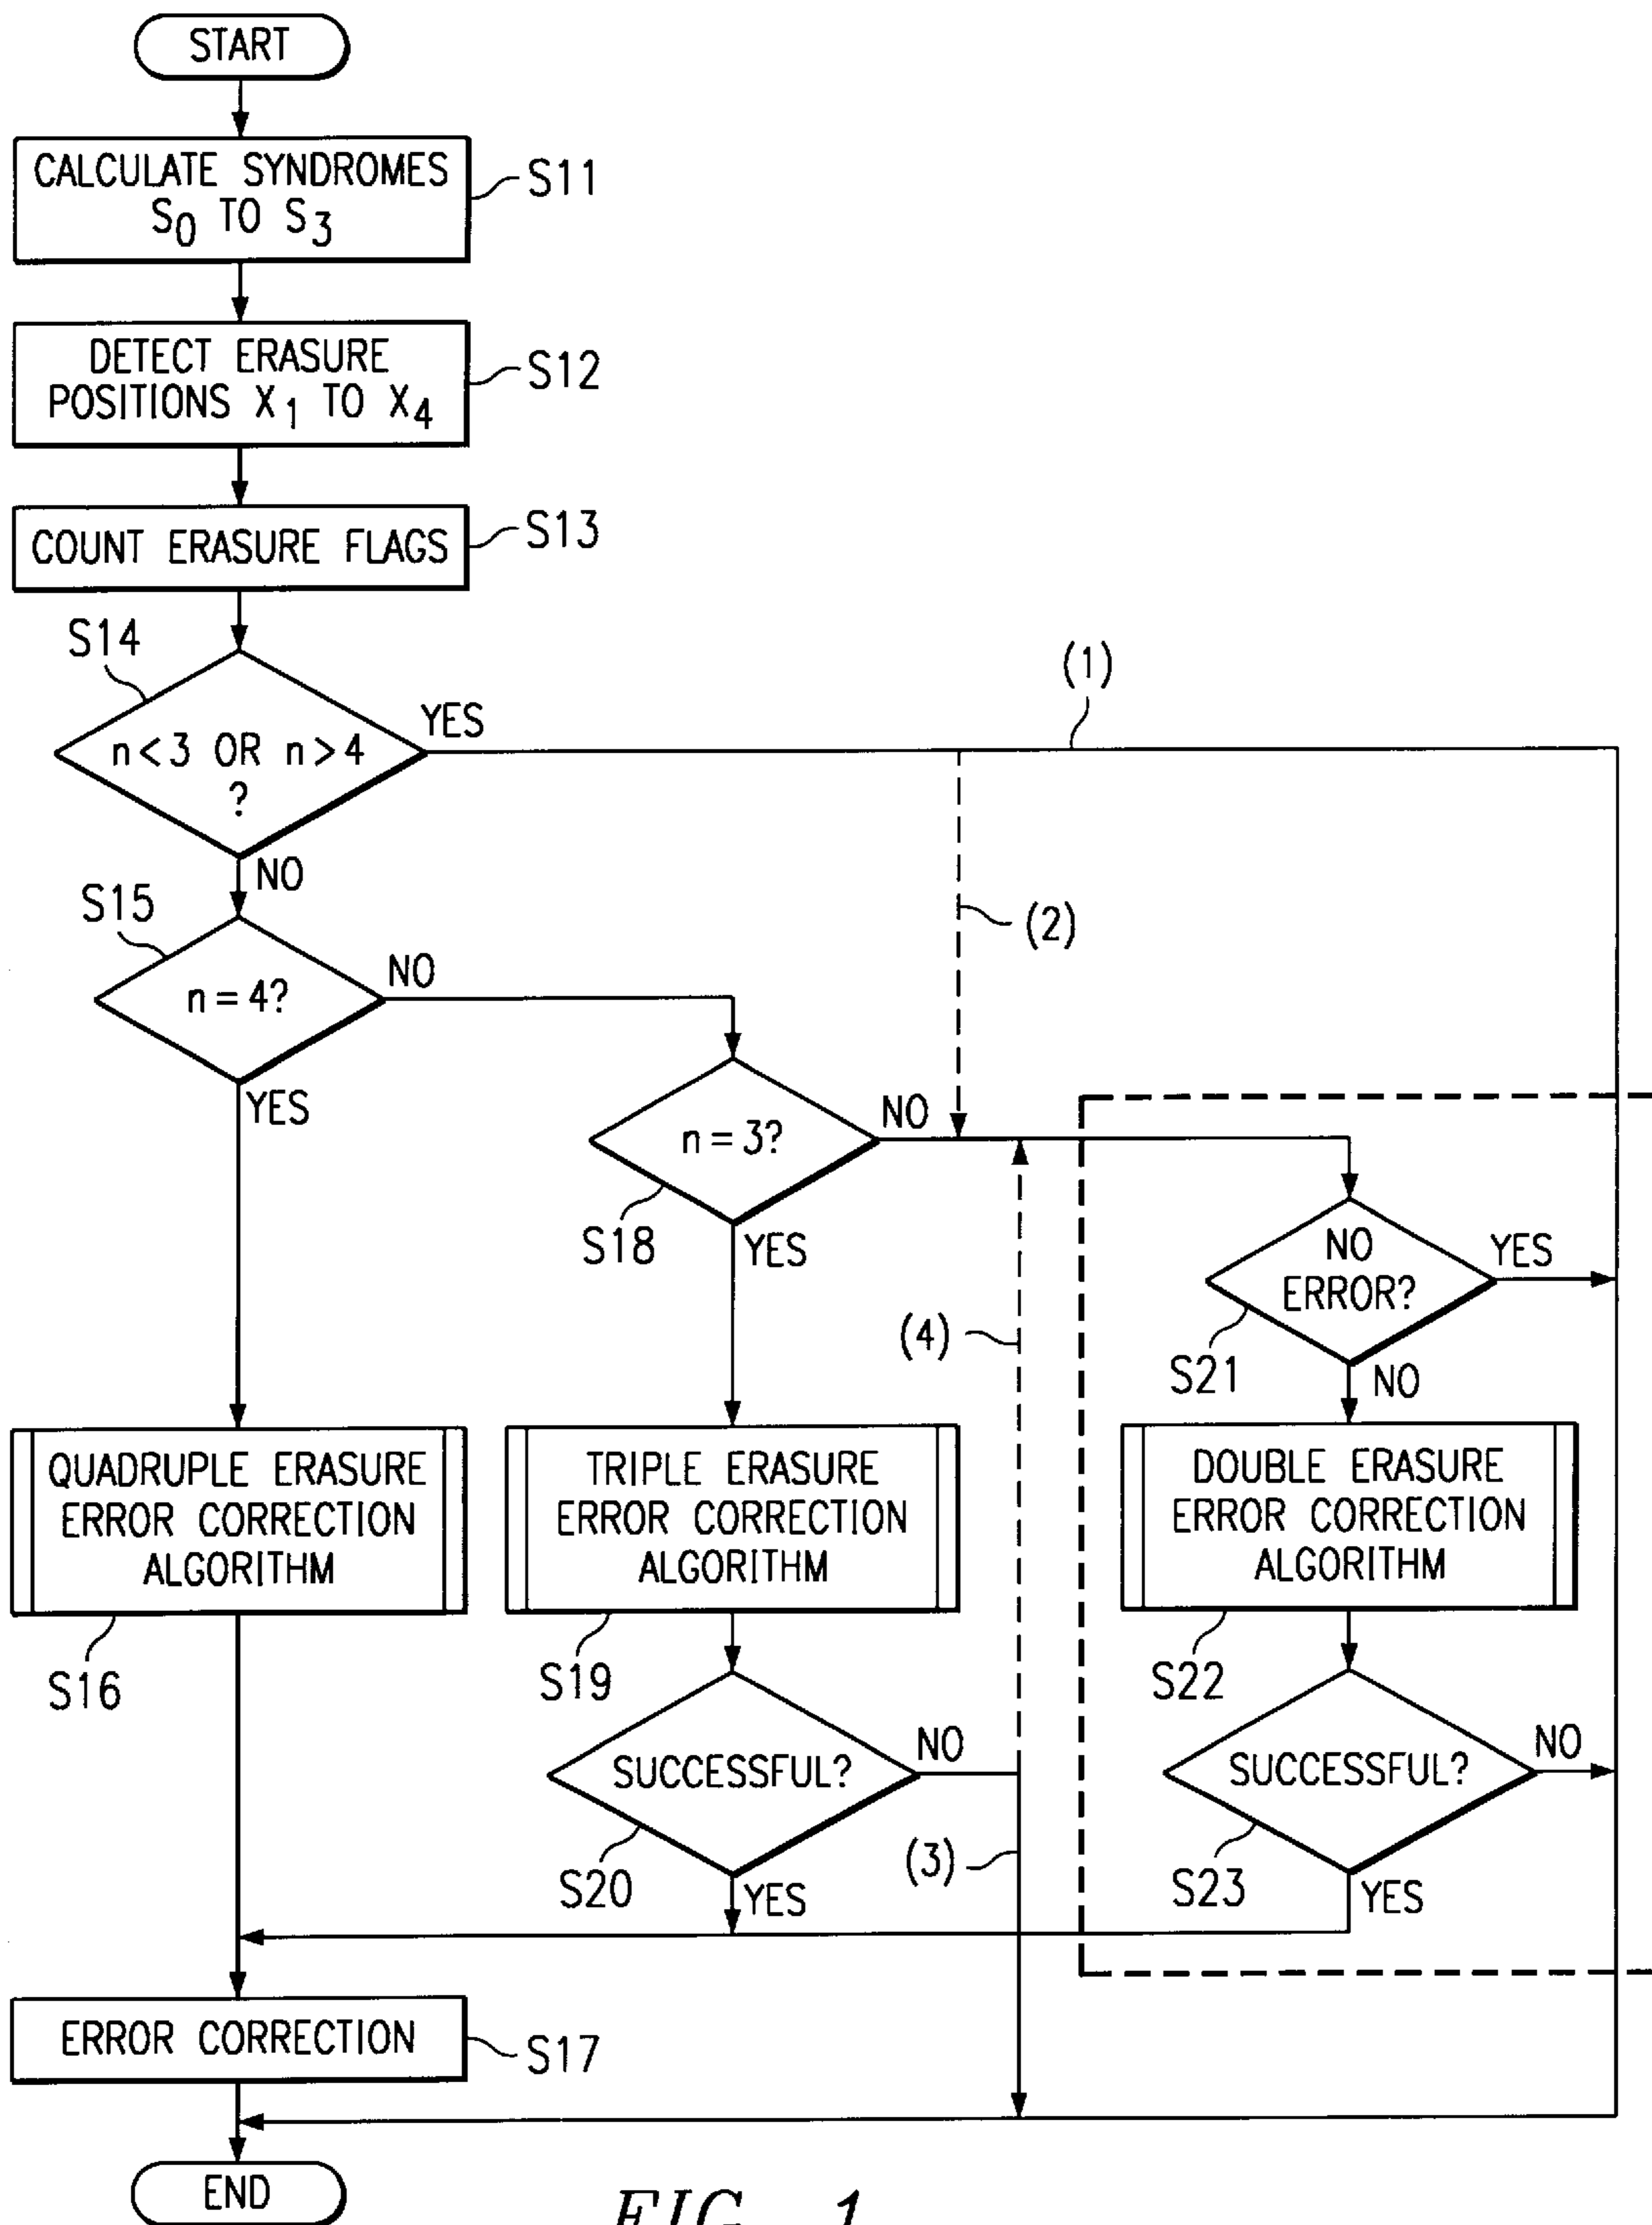 START
CALCULATE SYNDROMES
S0 TO S3
S11
DETECT ERASURE
POSITIONS X1 TO X4
S12
COUNT ERASURE FLAGS
S13
S14
n<3 OR n>4
?
YES
(1)
NO
(2)
S15
n=4?
NO
YES
n=3?
NO
S18
YES
NO
ERROR?
YES
S21
NO
(4)
QUADRUPLE ERASURE
ERROR CORRECTION
ALGORITHM
S16
TRIPLE ERASURE
ERROR CORRECTION
ALGORITHM
S19
DOUBLE ERASURE
ERROR CORRECTION
ALGORITHM
S22
SUCCESSFUL?
NO
S20
YES
(3)
SUCCESSFUL?
NO
S23
YES
ERROR CORRECTION
S17
END
FIG. 1